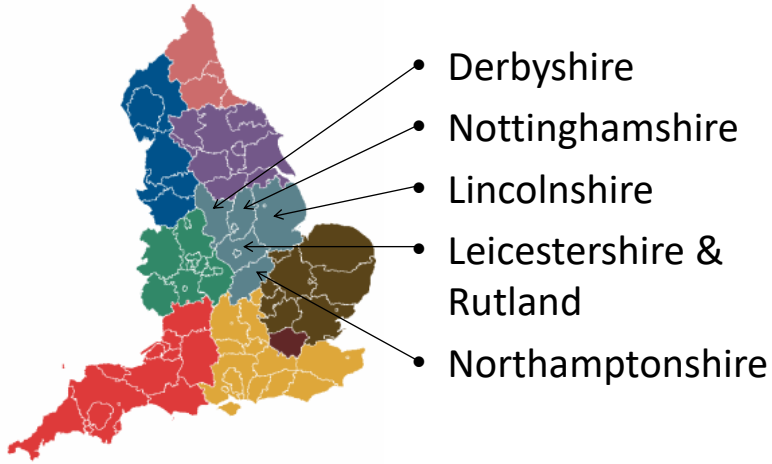 • Derbyshire
• Nottinghamshire
• Lincolnshire
• Leicestershire &
Rutland
• Northamptonshire